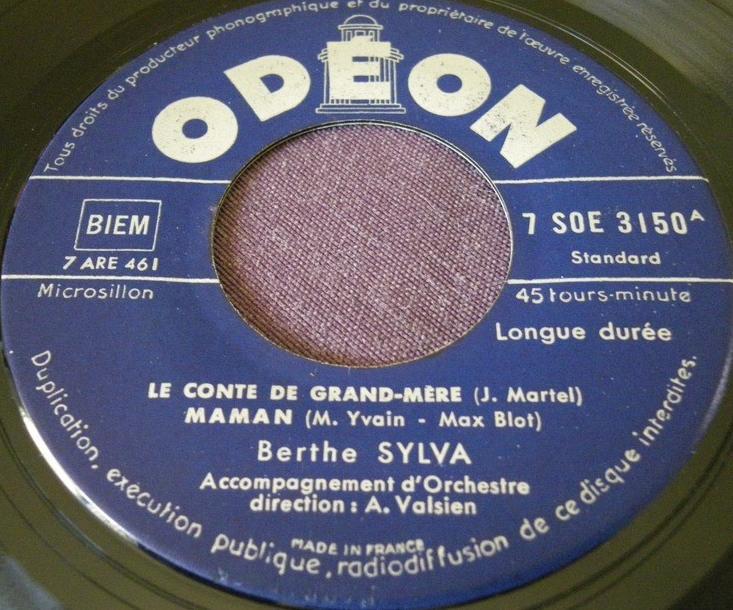 Tous droits du producteur phonographique et du propriétaire de l'œuvre enregistrée réservés
ODEON
BIEM
7 ARE 461
7 SOE 3150 A
Standard
Microsillon
45 tours-minute
Longue durée
LE CONTE DE GRAND-MÈRE (J. Martel)
MAMAN (M. Yvain - Max Blot)
Berthe SYLVA
Accompagnement d'Orchestre
direction : A. Valsien
MADE IN FRANCE
Duplication, exécution publique, radiodiffusion de ce disque interdites.